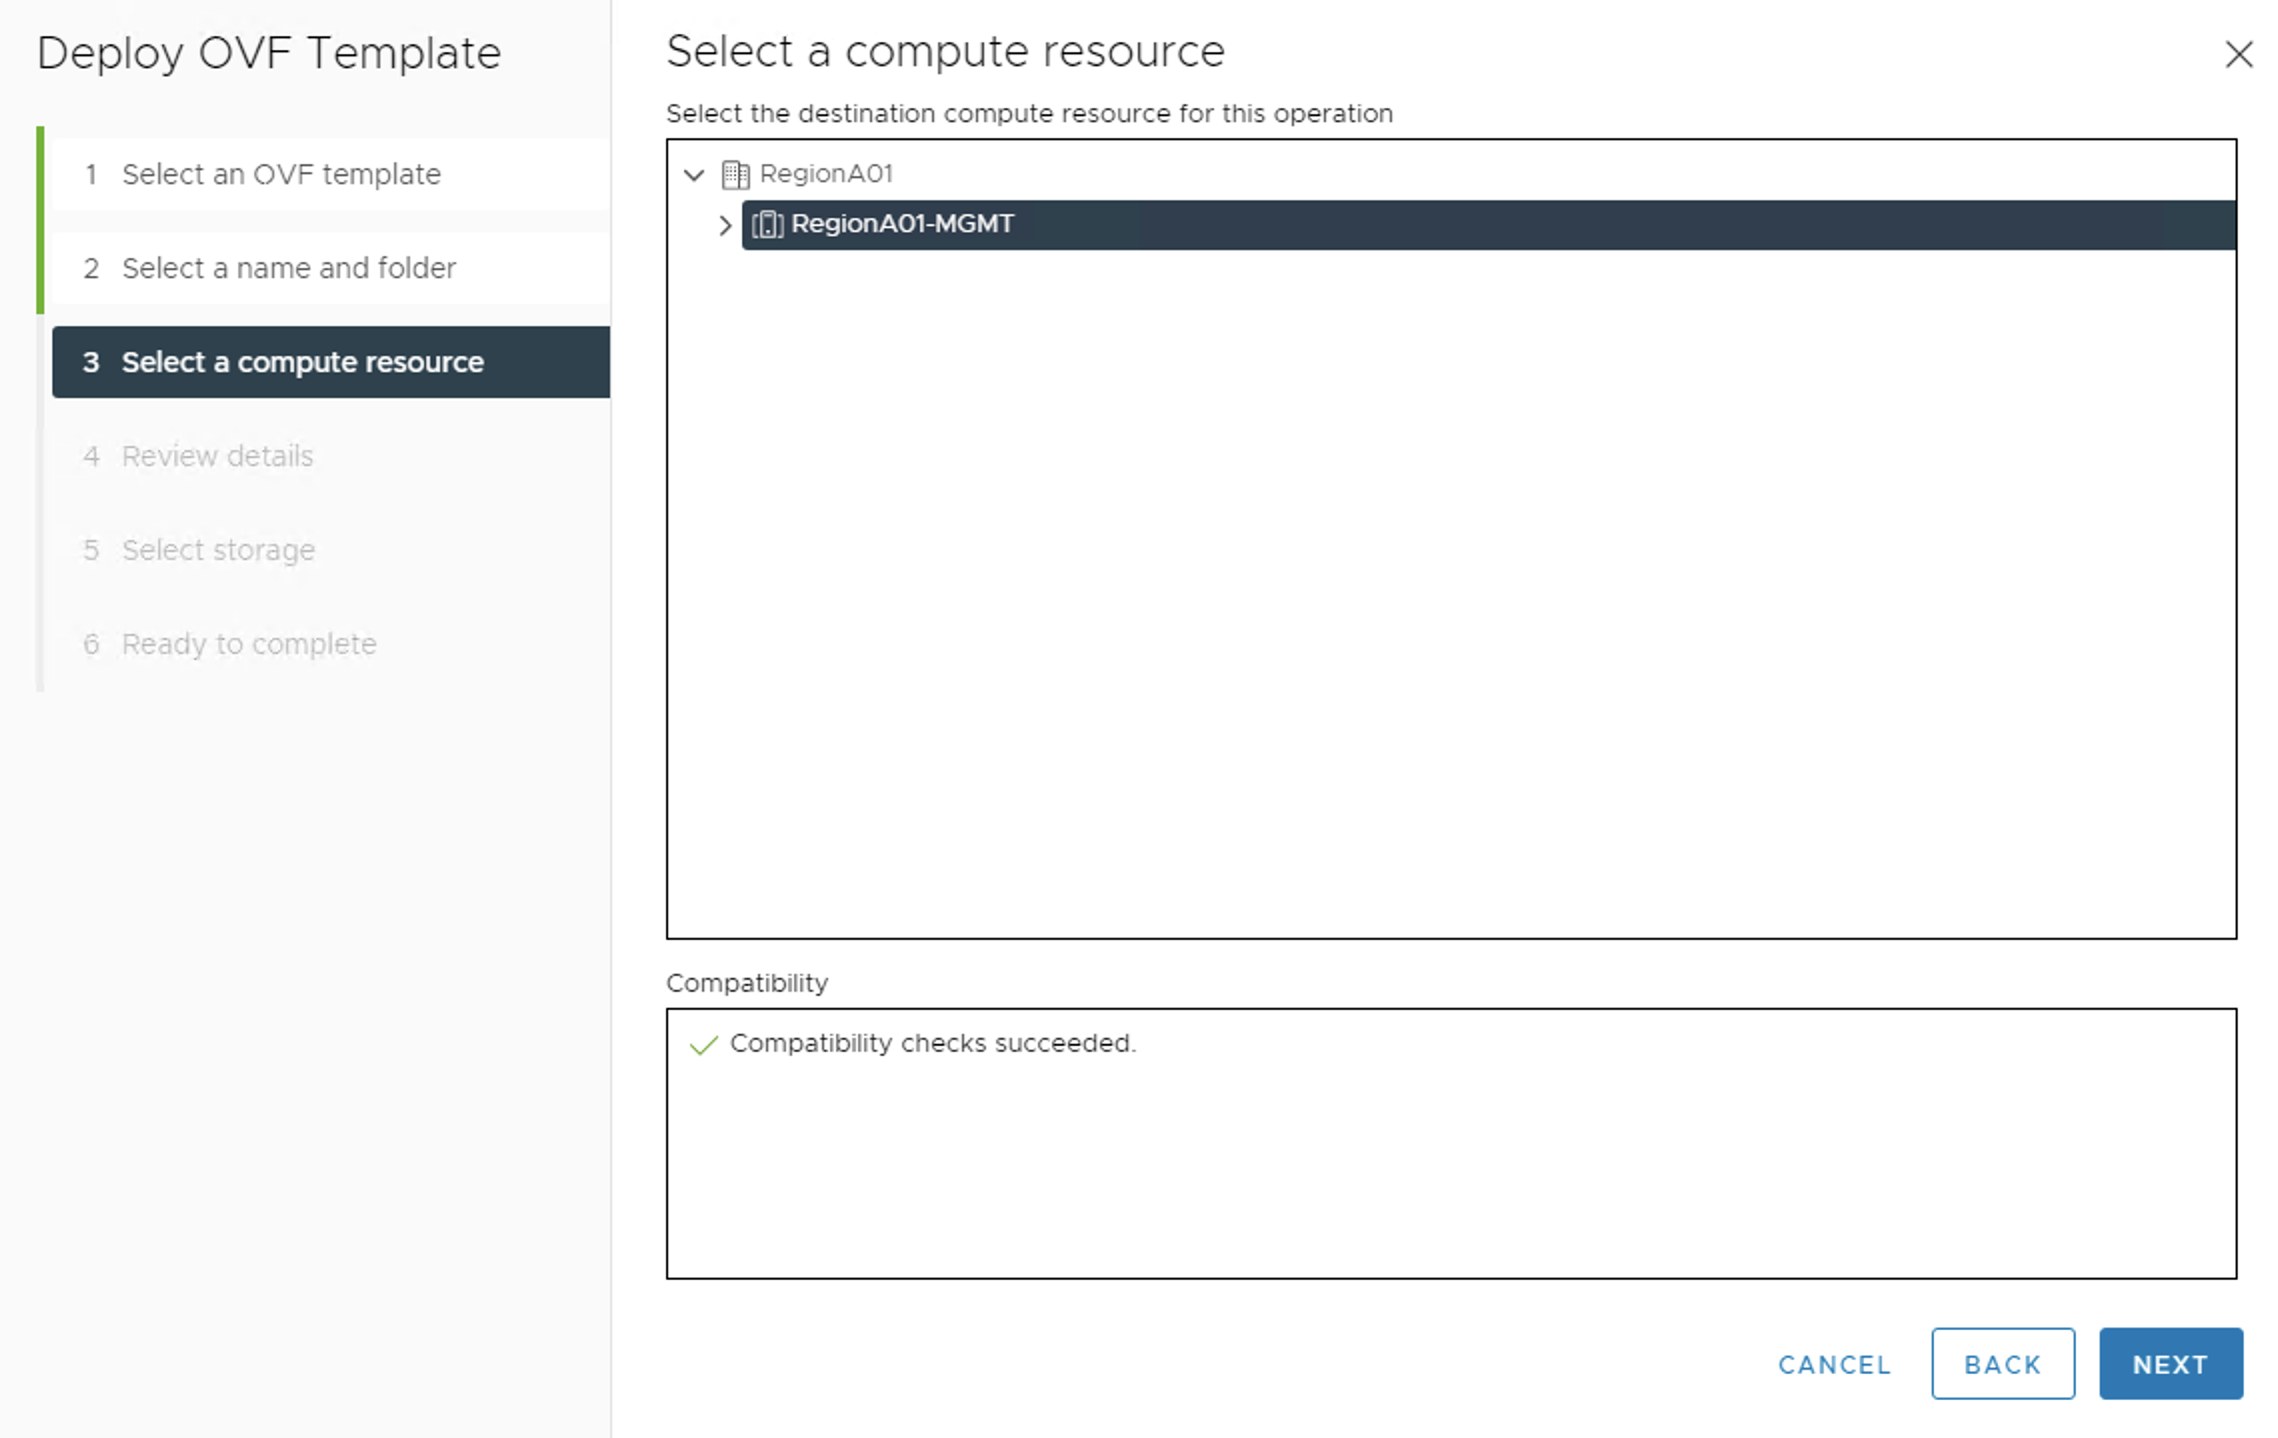 Deploy OVF Template
1 Select an OVF template
2 Select a name and folder
3 Select a compute resource
4 Review details
5 Select storage
6 Ready to complete
Select a compute resource
Select the destination compute resource for this operation
RegionA01
RegionA01-MGMT
Compatibility
Compatibility checks succeeded.
CANCEL BACK NEXT